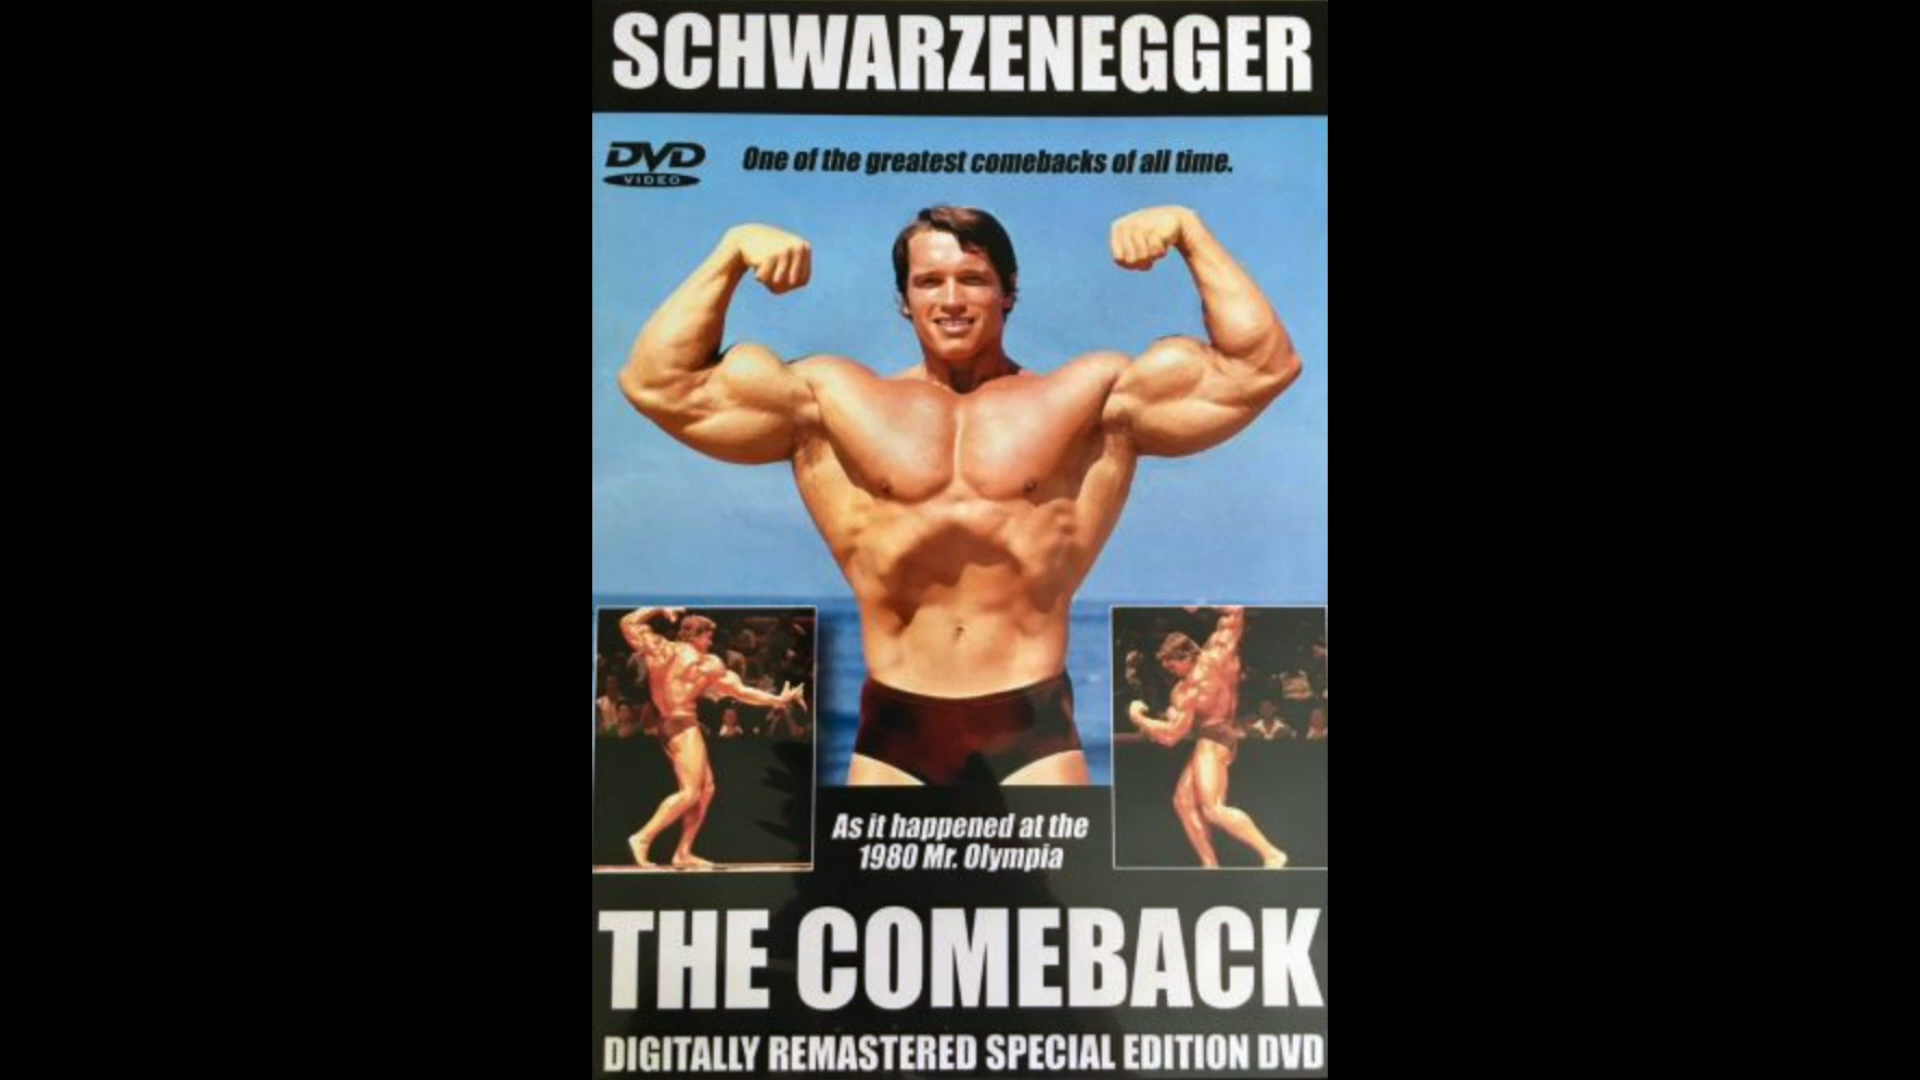 SCHWARZENEGGER
DVD
VIDEO
One of the greatest comebacks of all time.
As it happened at the
1980 Mr. Olympia
THE COMEBACK
DIGITALLY REMASTERED SPECIAL EDITION DVD